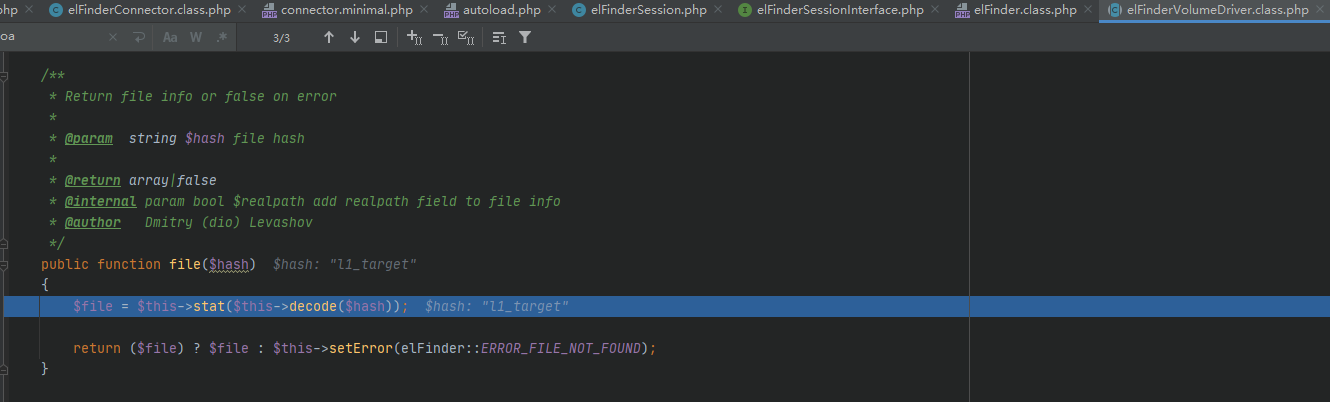 php elFinderConnector.class.php connector.minimal.php autoload.php elFinderSession.php elFinderSessionInterface.php elFinder.class.php elFinderVolumeDriver.class.php
oa Aa W .* 3/3
/**
* Return file info or false on error
*
* @param string $hash file hash
*
* @return array|false
* @internal param bool $realpath add realpath field to file info
* @author Dmitry (dio) Levashov
*/
public function file($hash) $hash: "l1_target"
{
$file = $this->stat($this->decode($hash)); $hash: "l1_target"
return ($file) ? $file : $this->setError(elFinder::ERROR_FILE_NOT_FOUND);
}